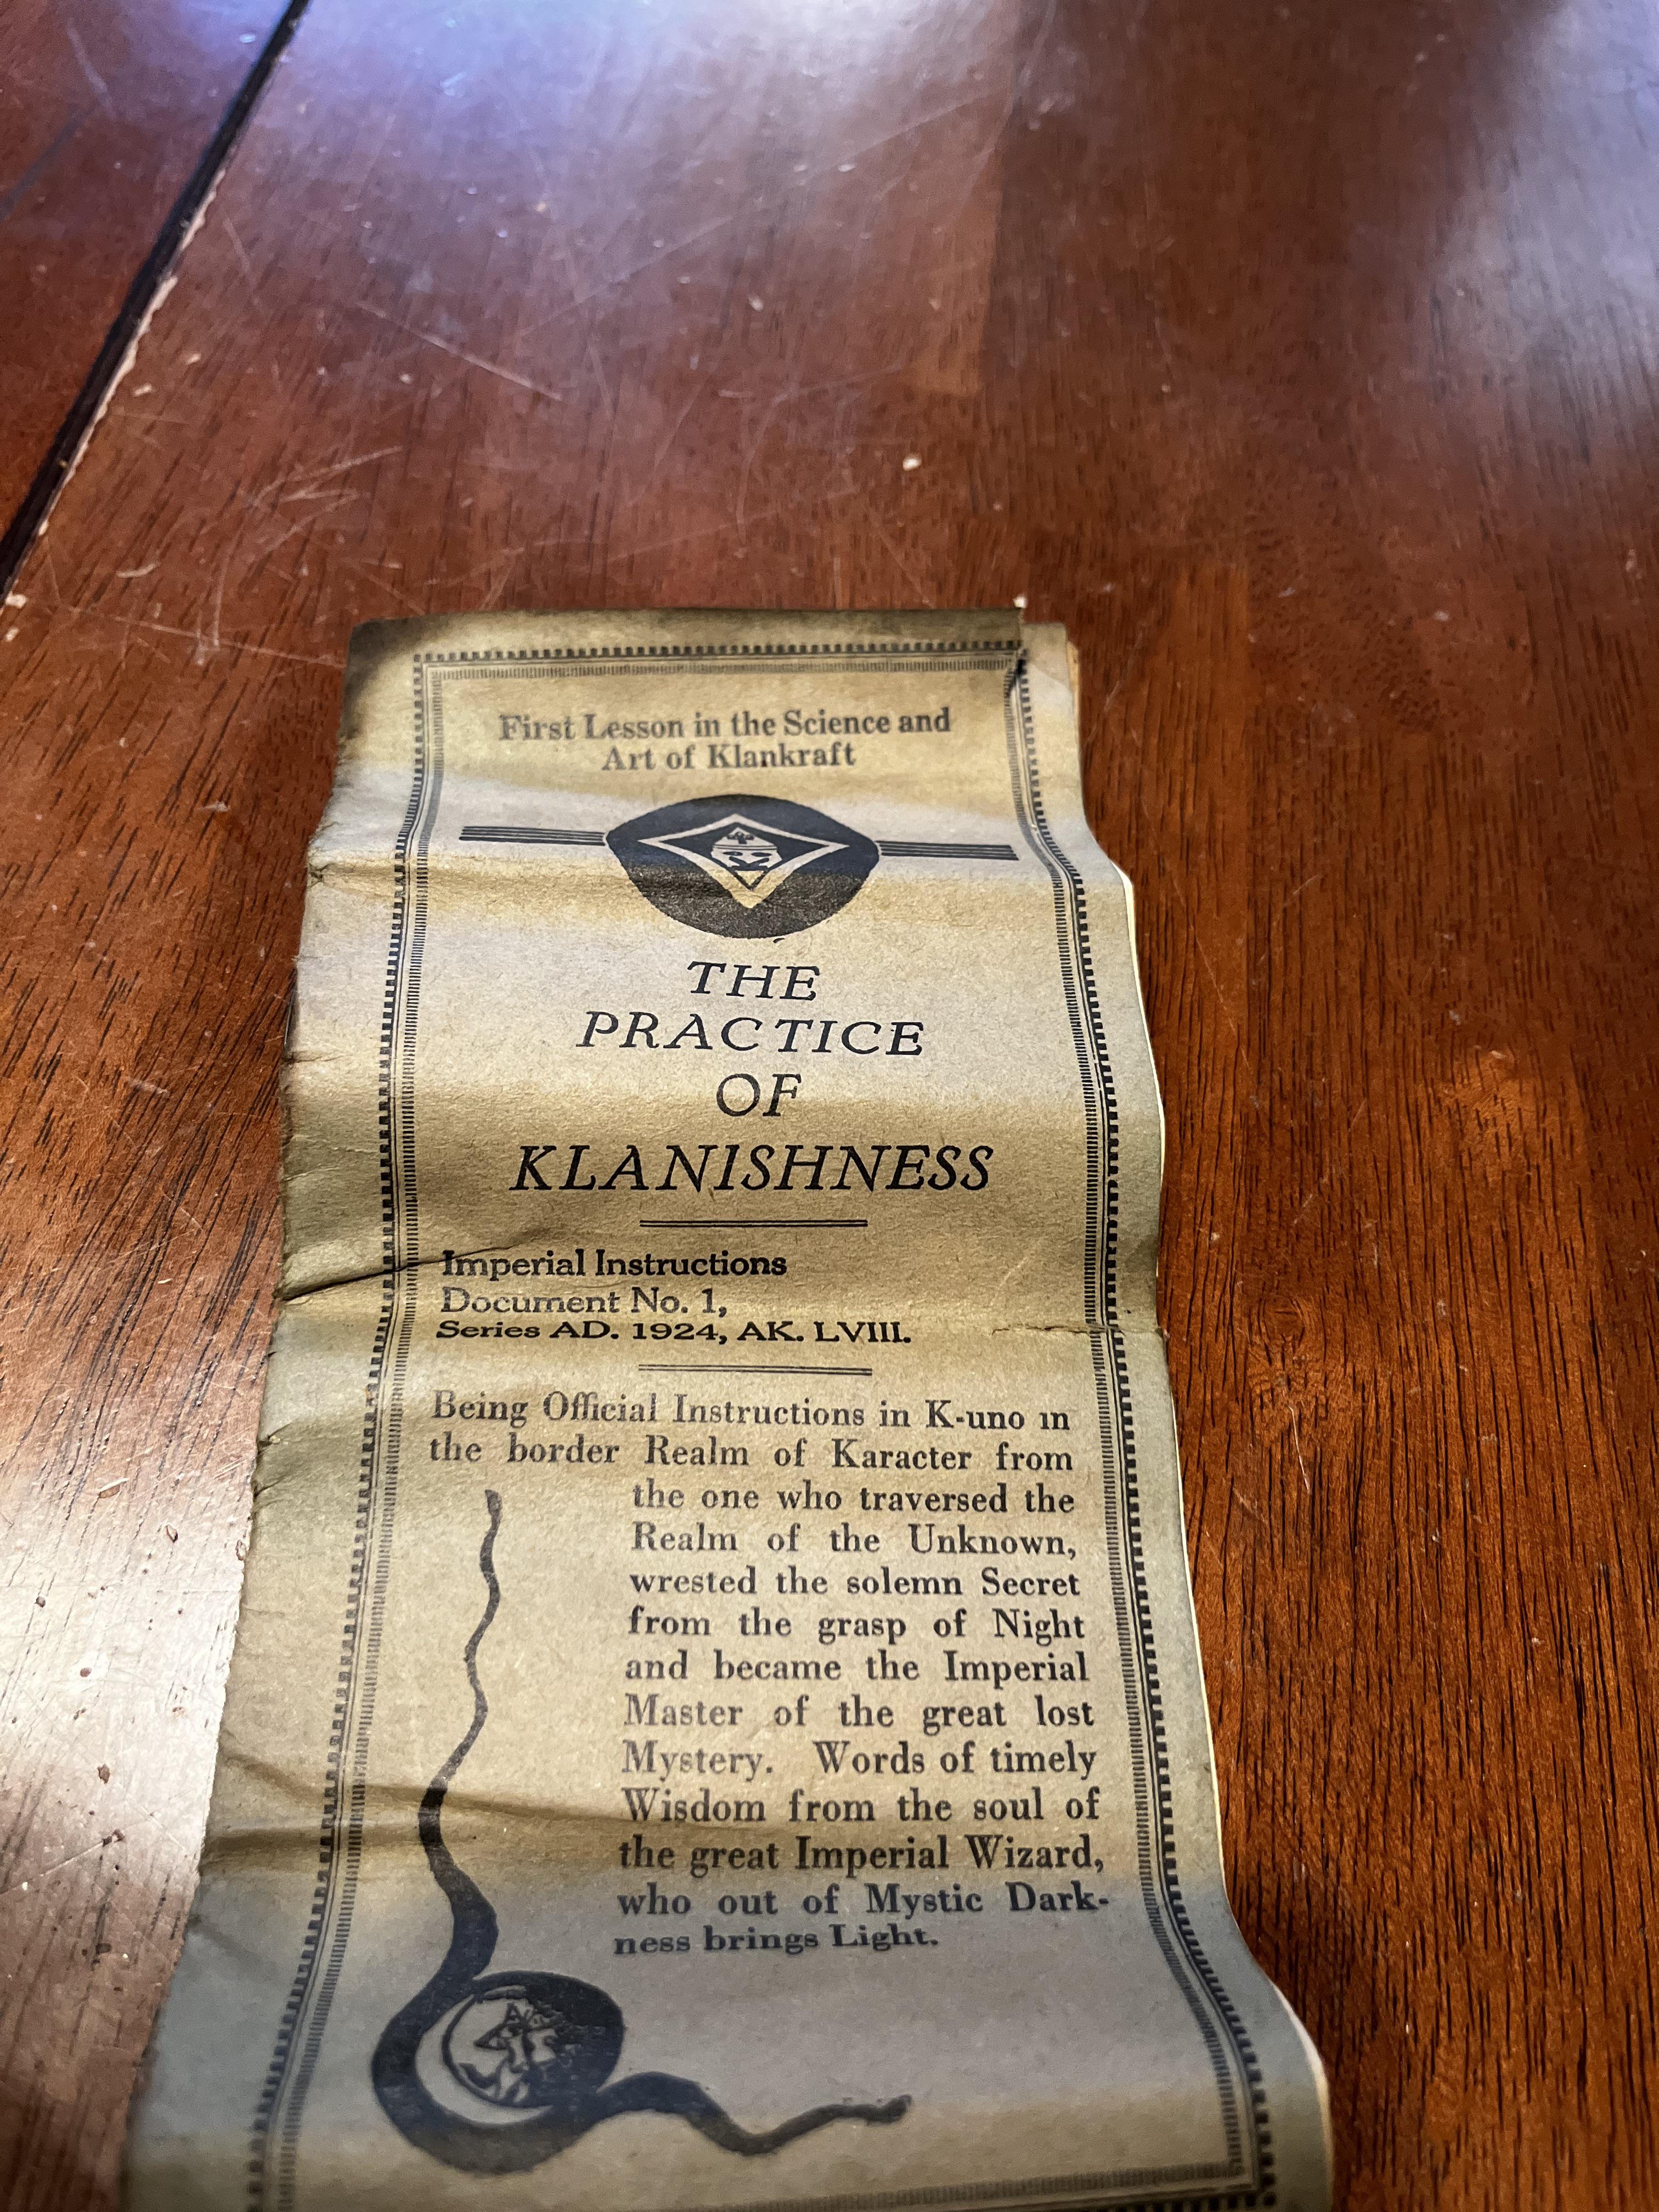 First Lesson in the Science and
Art of Klankraft
THE
PRACTICE
OF
KLANISHNESS
Imperial Instructions
Document No. 1,
Series AD. 1924, AK. LVIII.
Being Official Instructions in K-uno in
the border Realm of Karacter from
the one who traversed the
Realm of the Unknown,
wrested the solemn Secret
from the grasp of Night
and became the Imperial
Master of the great lost
Mystery. Words of timely
Wisdom from the soul of
the great Imperial Wizard,
who out of Mystic Dark-
ness brings Light.